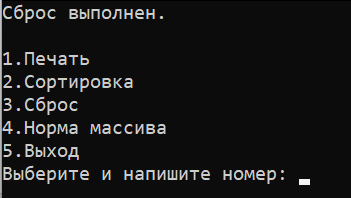 Сброс выполнен.
1.Печать
2.Сортировка
3.Сброс
4.Норма массива
5.Выход
Выберите и напишите номер: